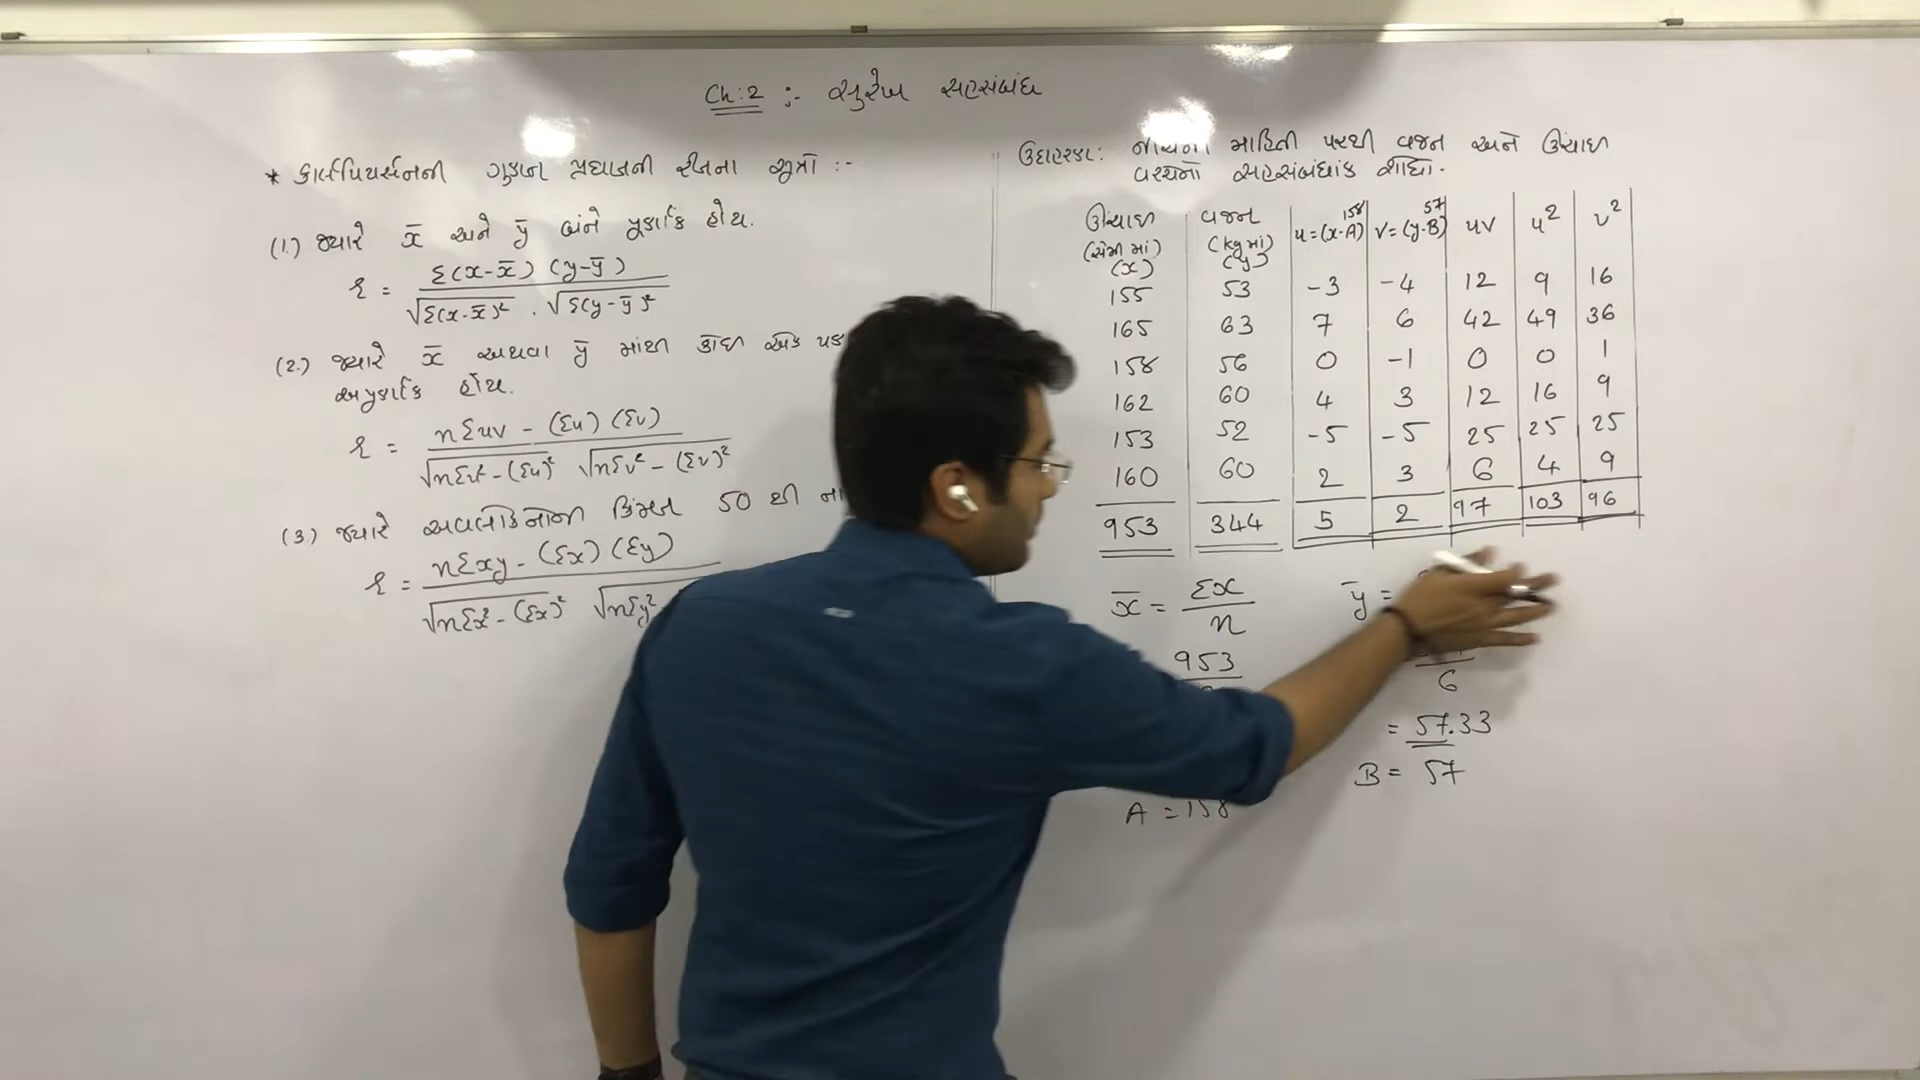 Ch:2 :- સુરેખ સહસંબંધ
* કાર્લપિયર્સનની ગુણાન પ્રઘાતની રીતના સૂત્રો :-
(1.) જ્યારે x̄ અને ȳ બંને પૂર્ણાંક હોય.
r = Σ(x-x̄) (y-ȳ) / √Σ(x-x̄)² . √Σ(y-ȳ)²
(2.) જ્યારે x̄ અથવા ȳ માંથી કોઈ એક પણ
અપૂર્ણાંક હોય.
r = nΣuv - (Σu) (Σv) / √nΣu² - (Σu)² √nΣv² - (Σv)²
(3.) જ્યારે અવલોકનોની કિંમત 50 થી ના
r = nΣxy - (Σx) (Σy) / √nΣx² - (Σx)² √nΣy²
ઉદાહરણ: નીચેની માહિતી પરથી વજન અને ઊંચાઈ
વચ્ચેનો સહસંબંધાંક શોધો.
ઊંચાઈ (સેમી માં) (x) વજન (kg માં) (y) u=(x-A) 158 v=(y-B) 57 uv u² v²
155 53 -3 -4 12 9 16
165 63 7 6 42 49 36
158 56 0 -1 0 0 1
162 60 4 3 12 16 9
153 52 -5 -5 25 25 25
160 60 2 3 6 4 9
953 344 5 2 97 103 96
x̄ = Σx / n
953
A = 158
ȳ =
6
= 57.33
B = 57